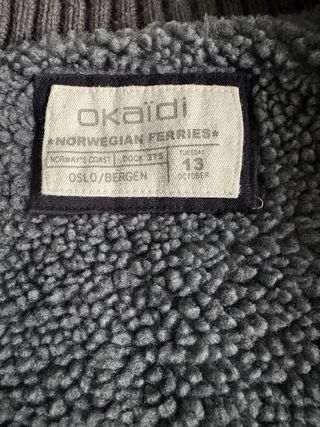 OKaïdi
*NORWEGIAN FERRIES*
NORWAY'S COAST DOCK 375 TUESDAY
13
OSLO/BERGEN OCTOBER